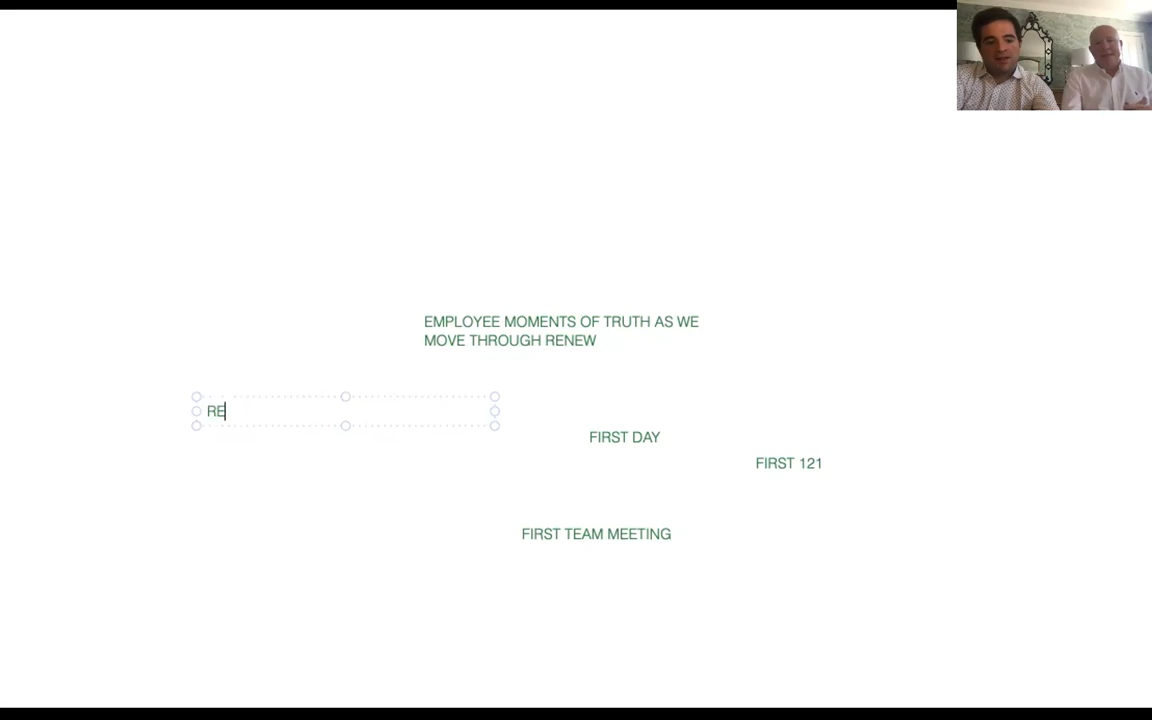 EMPLOYEE MOMENTS OF TRUTH AS WE
MOVE THROUGH RENEW
RE
FIRST DAY
FIRST 121
FIRST TEAM MEETING